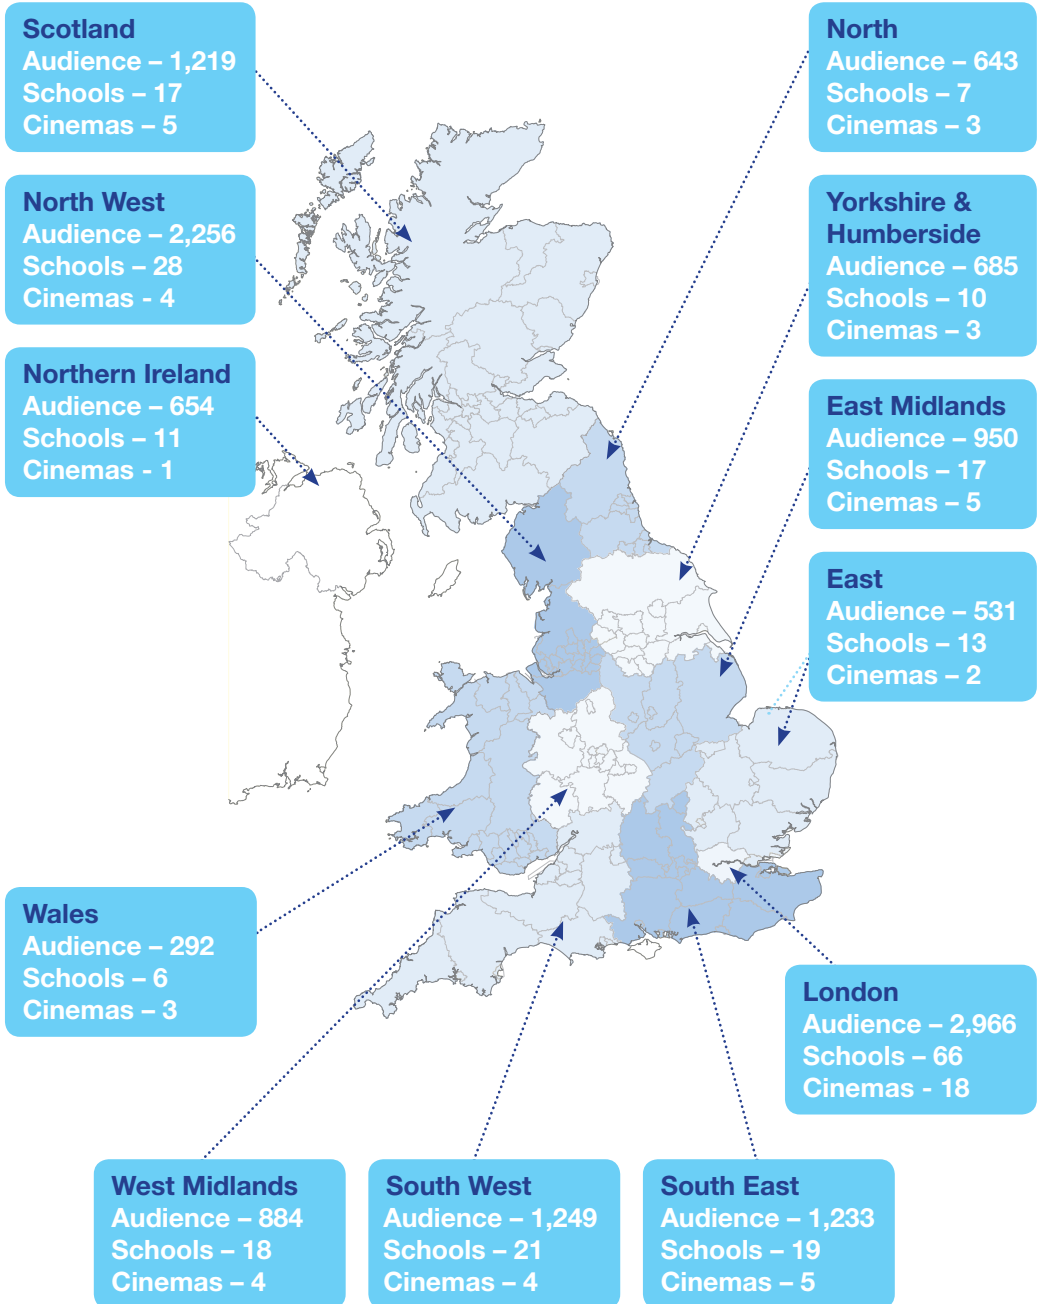 Scotland
Audience – 1,219
Schools – 17
Cinemas – 5
North
Audience – 643
Schools – 7
Cinemas – 3
North West
Audience – 2,256
Schools – 28
Cinemas - 4
Yorkshire &
Humberside
Audience – 685
Schools – 10
Cinemas – 3
Northern Ireland
Audience – 654
Schools – 11
Cinemas - 1
East Midlands
Audience – 950
Schools – 17
Cinemas – 5
East
Audience – 531
Schools – 13
Cinemas – 2
Wales
Audience – 292
Schools – 6
Cinemas – 3
London
Audience – 2,966
Schools – 66
Cinemas - 18
West Midlands
Audience – 884
Schools – 18
Cinemas – 4
South West
Audience – 1,249
Schools – 21
Cinemas – 4
South East
Audience – 1,233
Schools – 19
Cinemas – 5